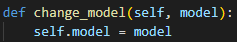 def change_model(self, model):
    self.model = model